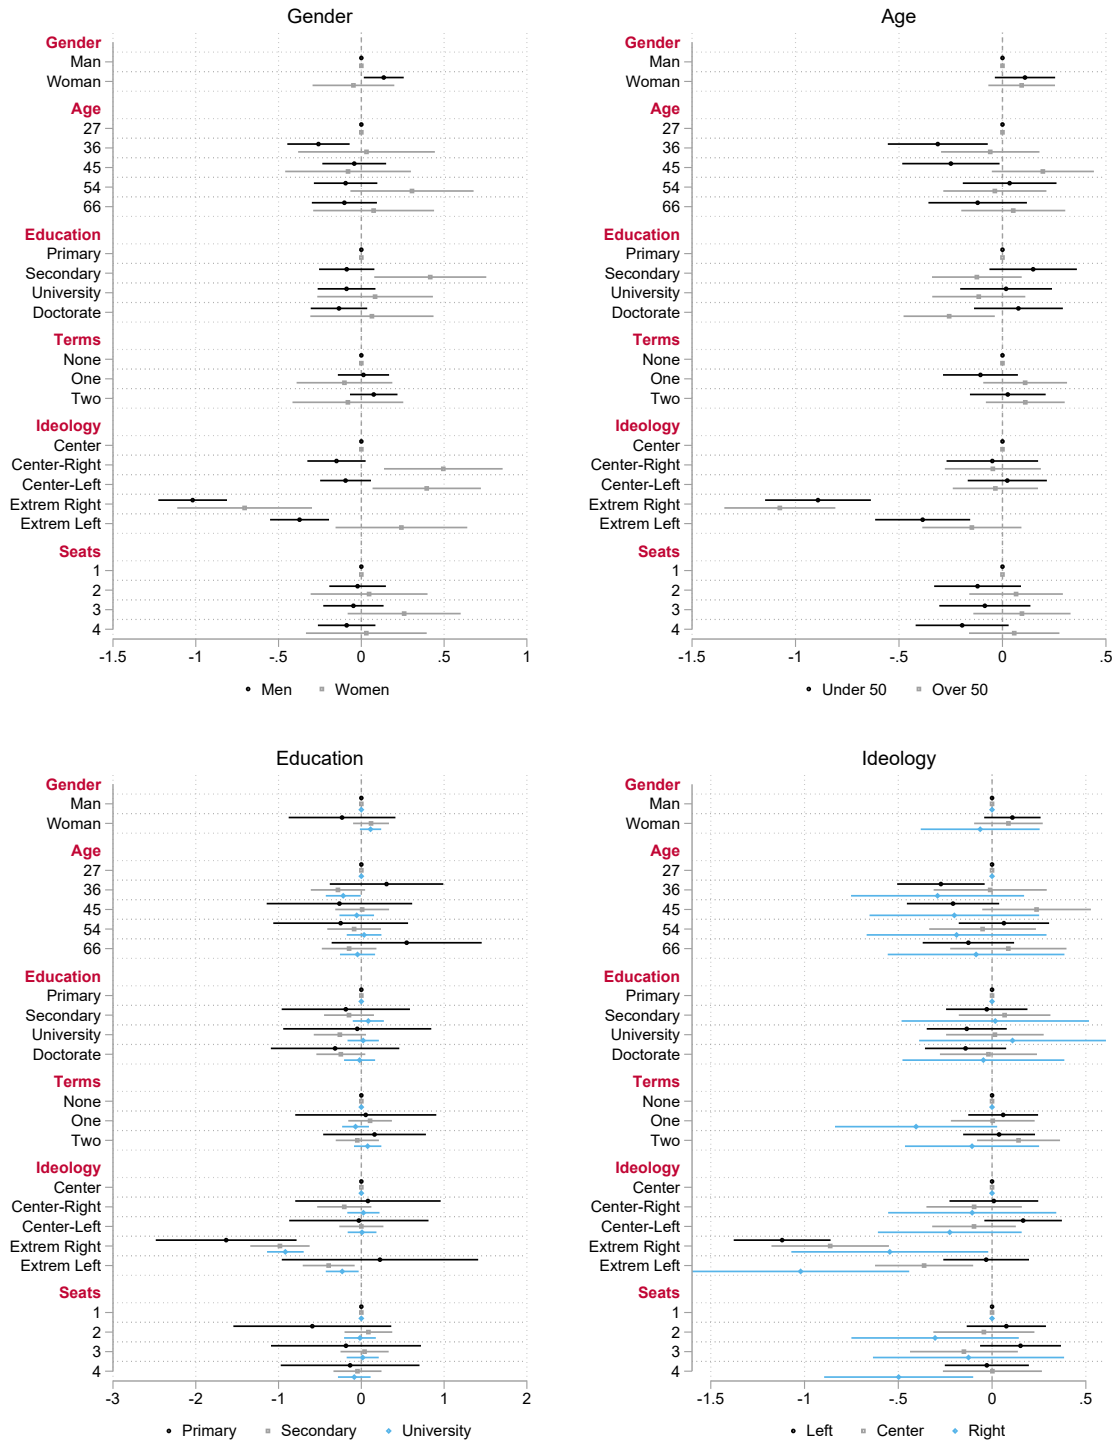 Gender
Gender
Man
Woman
Age
27
36
45
54
66
Education
Primary
Secondary
University
Doctorate
Terms
None
One
Two
Ideology
Center
Center-Right
Center-Left
Extrem Right
Extrem Left
Seats
1
2
3
4
-1.5 -1 -.5 0 .5 1
Men Women
Age
Gender
Man
Woman
Age
27
36
45
54
66
Education
Primary
Secondary
University
Doctorate
Terms
None
One
Two
Ideology
Center
Center-Right
Center-Left
Extrem Right
Extrem Left
Seats
1
2
3
4
-1.5 -1 -.5 0 .5
Under 50 Over 50
Education
Gender
Man
Woman
Age
27
36
45
54
66
Education
Primary
Secondary
University
Doctorate
Terms
None
One
Two
Ideology
Center
Center-Right
Center-Left
Extrem Right
Extrem Left
Seats
1
2
3
4
-3 -2 -1 0 1 2
Primary Secondary University
Ideology
Gender
Man
Woman
Age
27
36
45
54
66
Education
Primary
Secondary
University
Doctorate
Terms
None
One
Two
Ideology
Center
Center-Right
Center-Left
Extrem Right
Extrem Left
Seats
1
2
3
4
-1.5 -1 -.5 0 .5
Left Center Right